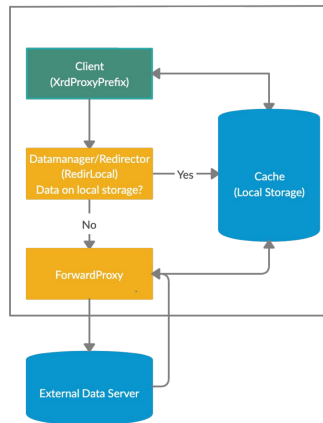 Client
(XrdProxyPrefix)
Datamanager/Redirector
(RedirLocal)
Data on local storage?
Yes
Cache
(Local Storage)
No
ForwardProxy
External Data Server